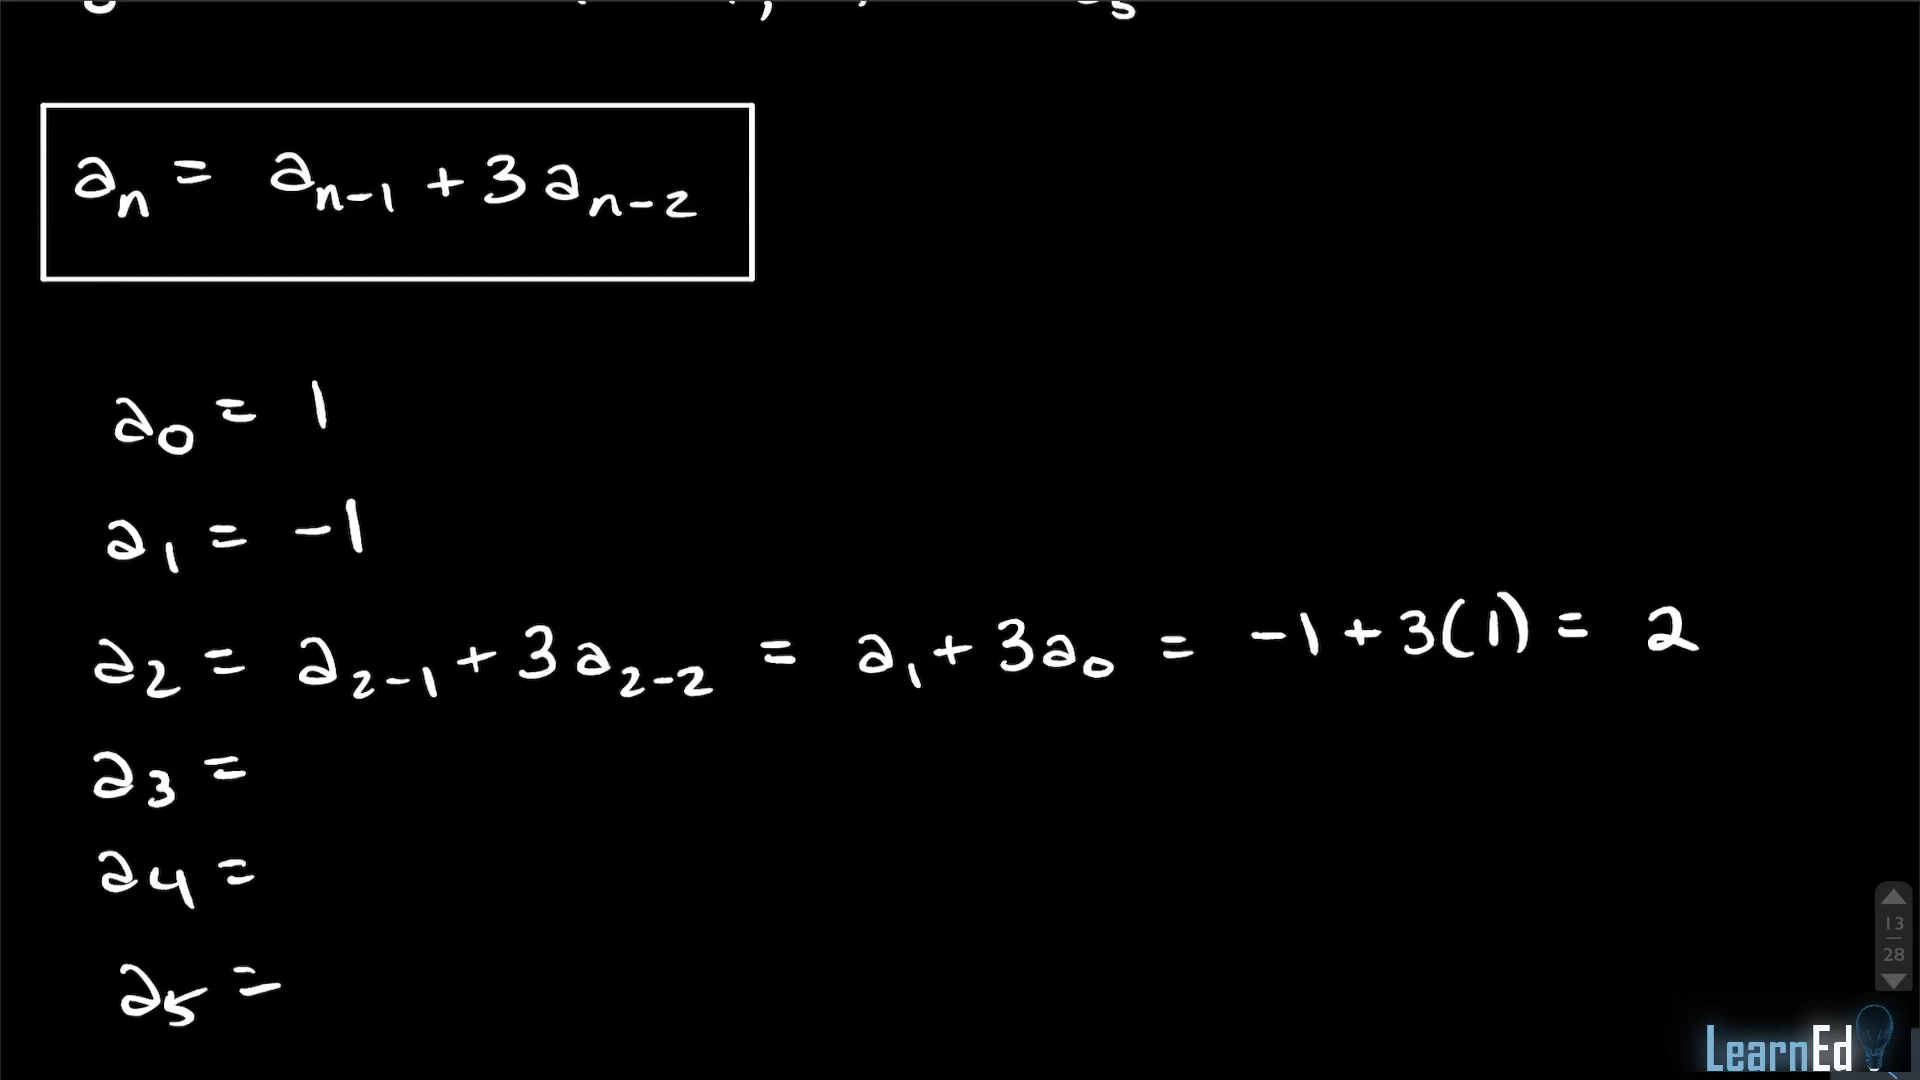 aₙ = aₙ₋₁ + 3aₙ₋₂
a₀ = 1
a₁ = -1
a₂ = a₂₋₁ + 3a₂₋₂ = a₁ + 3a₀ = -1 + 3(1) = 2
a₃ =
a₄ =
a₅ =
13
28
LearnEd